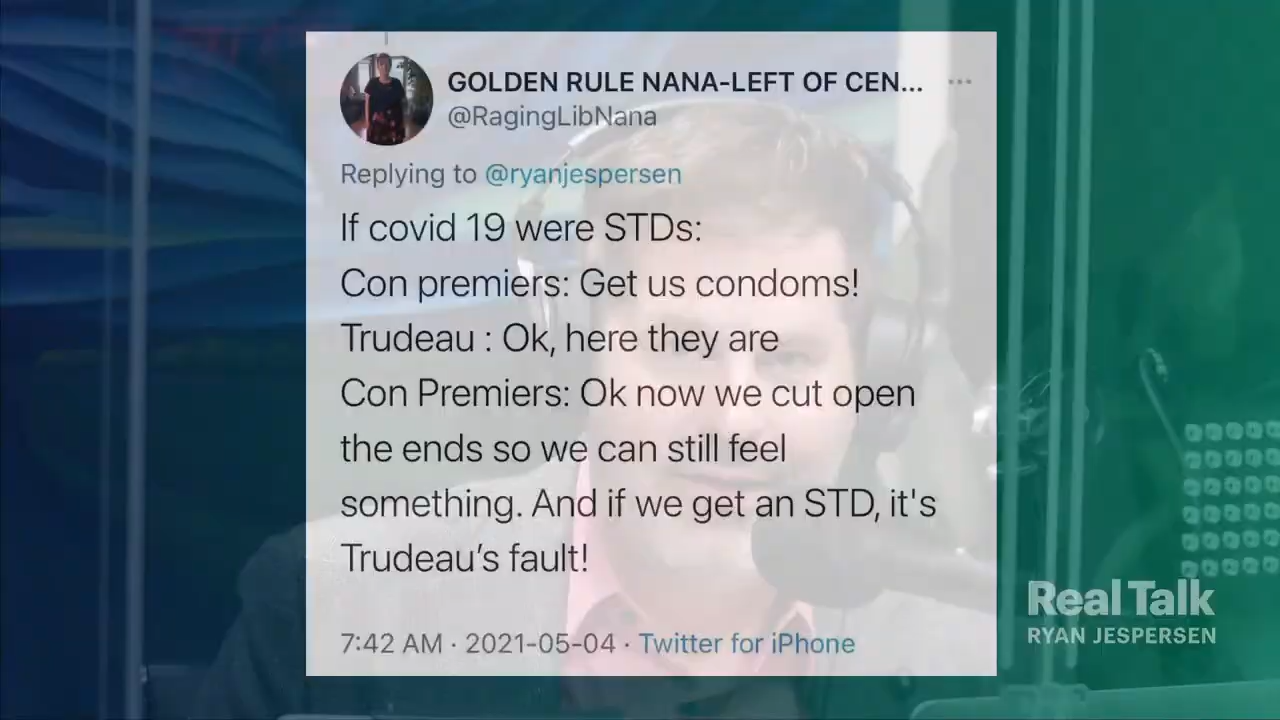 GOLDEN RULE NANA-LEFT OF CEN...
@RagingLibNana
Replying to @ryanjespersen
If covid 19 were STDs:
Con premiers: Get us condoms!
Trudeau : Ok, here they are
Con Premiers: Ok now we cut open
the ends so we can still feel
something. And if we get an STD, it's
Trudeau’s fault!
7:42 AM · 2021-05-04 · Twitter for iPhone
Real Talk
RYAN JESPERSEN